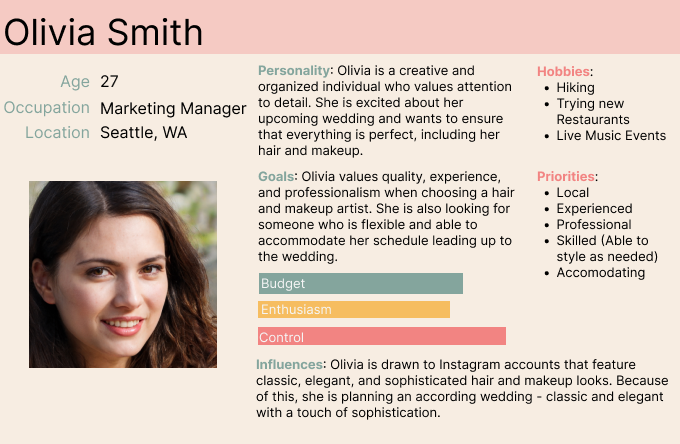 Olivia Smith
Age 27
Occupation Marketing Manager
Location Seattle, WA
Personality: Olivia is a creative and
organized individual who values attention
to detail. She is excited about her
upcoming wedding and wants to ensure
that everything is perfect, including her
hair and makeup.
Goals: Olivia values quality, experience,
and professionalism when choosing a hair
and makeup artist. She is also looking for
someone who is flexible and able to
accommodate her schedule leading up to
the wedding.
Budget
Enthusiasm
Control
Influences: Olivia is drawn to Instagram accounts that feature
classic, elegant, and sophisticated hair and makeup looks. Because
of this, she is planning an according wedding - classic and elegant
with a touch of sophistication.
Hobbies:
• Hiking
• Trying new
Restaurants
• Live Music Events
Priorities:
• Local
• Experienced
• Professional
• Skilled (Able to
style as needed)
• Accomodating